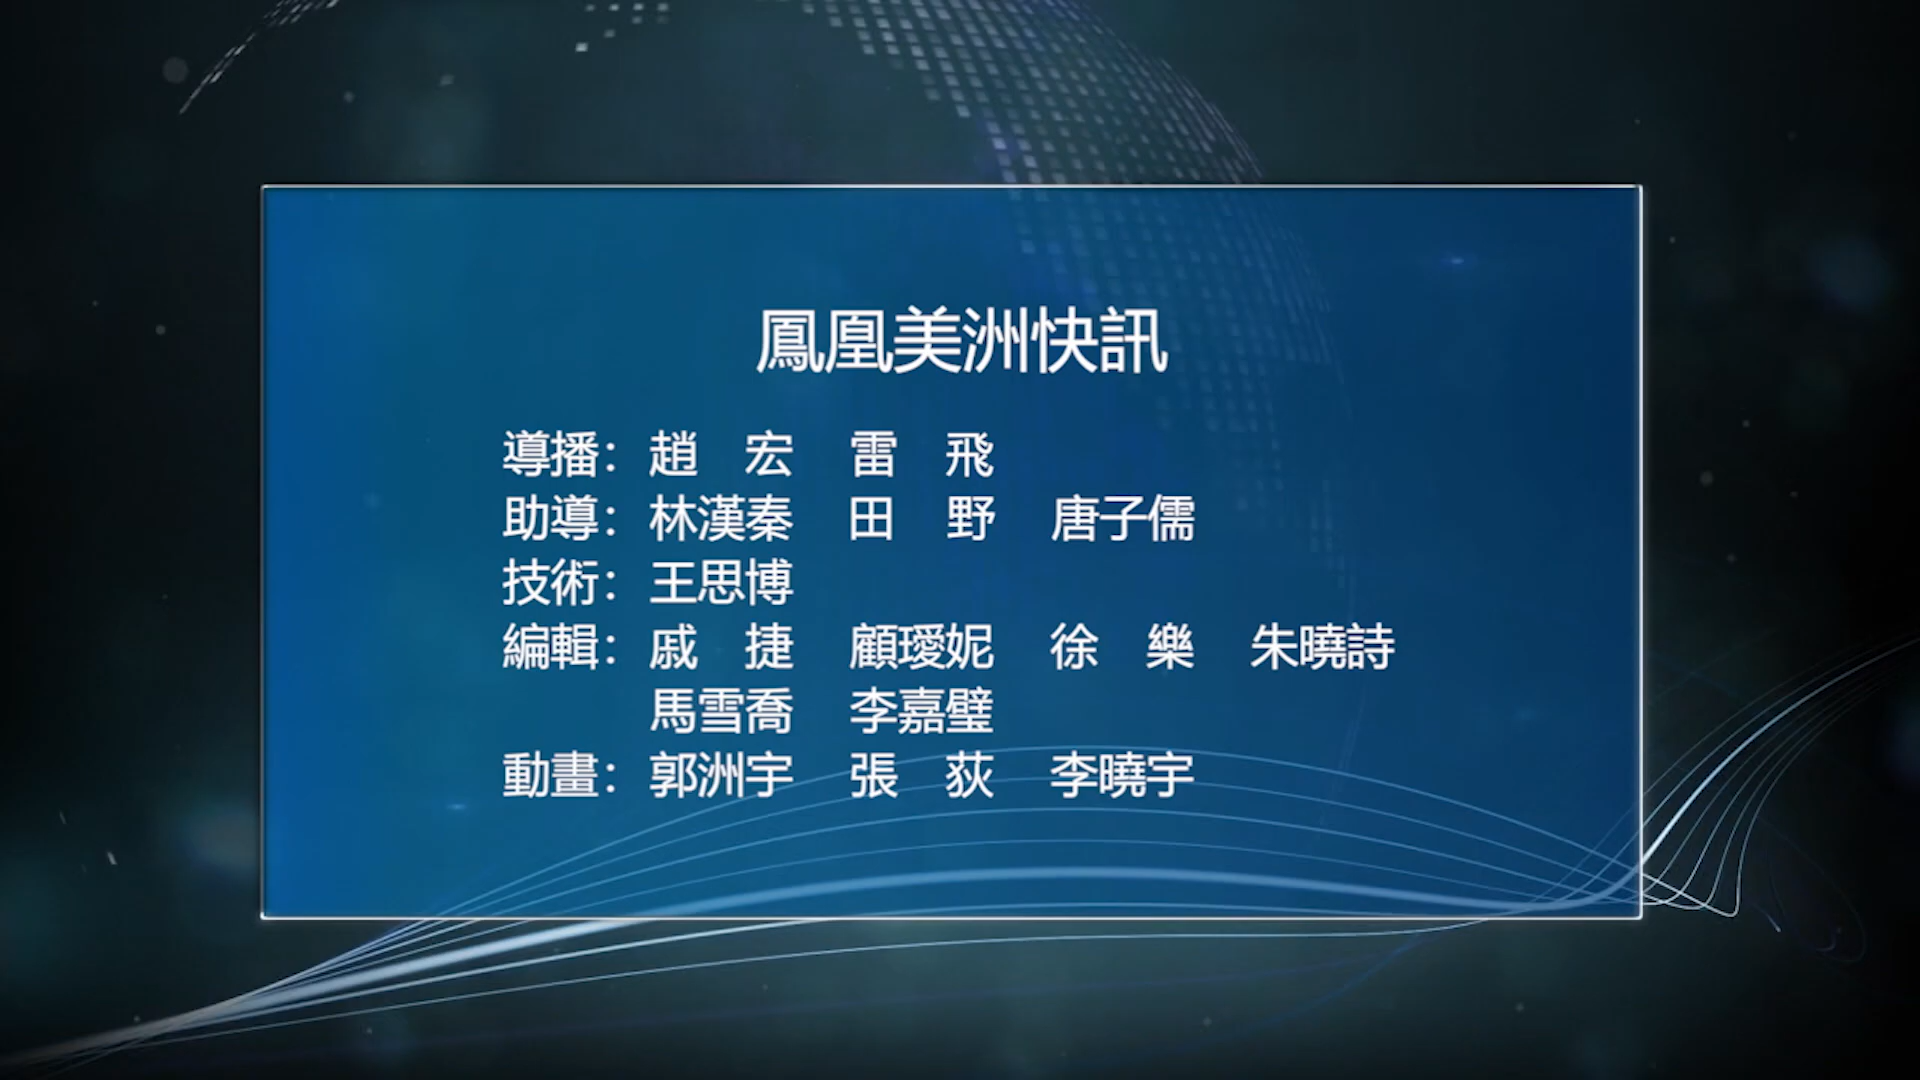 鳳凰美洲快訊
導播：趙　宏　雷　飛
助導：林漢秦　田　野　唐子儒
技術：王思博
編輯：戚　捷　顧璦妮　徐　樂　朱曉詩
馬雪喬　李嘉璧
動畫：郭洲宇　張　荻　李曉宇